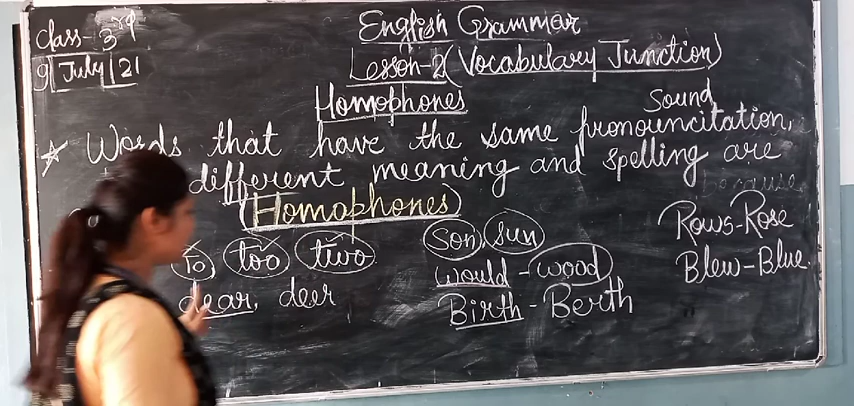 class-3rd
9 July 21
English Grammar
Lesson-2 (Vocabulary Junction)
Homophones
Sound
Words that have the same pronouncitation,
different meaning and spelling are
because
(Homophones)
To, too, two
dear, deer
Son, sun
would - wood
Birth - Berth
Rows-Rose
Blew-Blue